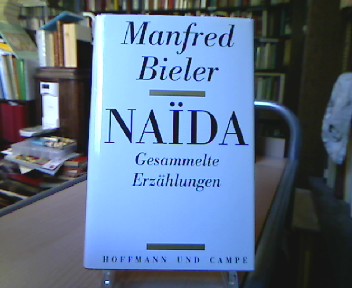 Manfred
Bieler
NAÏDA
Gesammelte
Erzählungen
HOFFMANN UND CAMPE